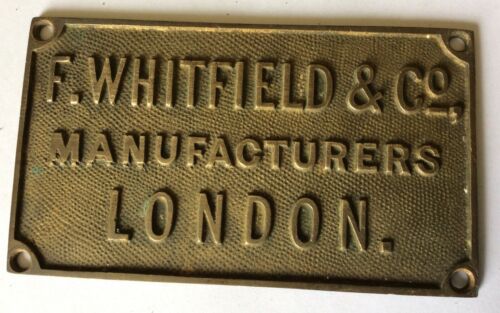 F. WHITFIELD & Co.,
MANUFACTURERS
LONDON.